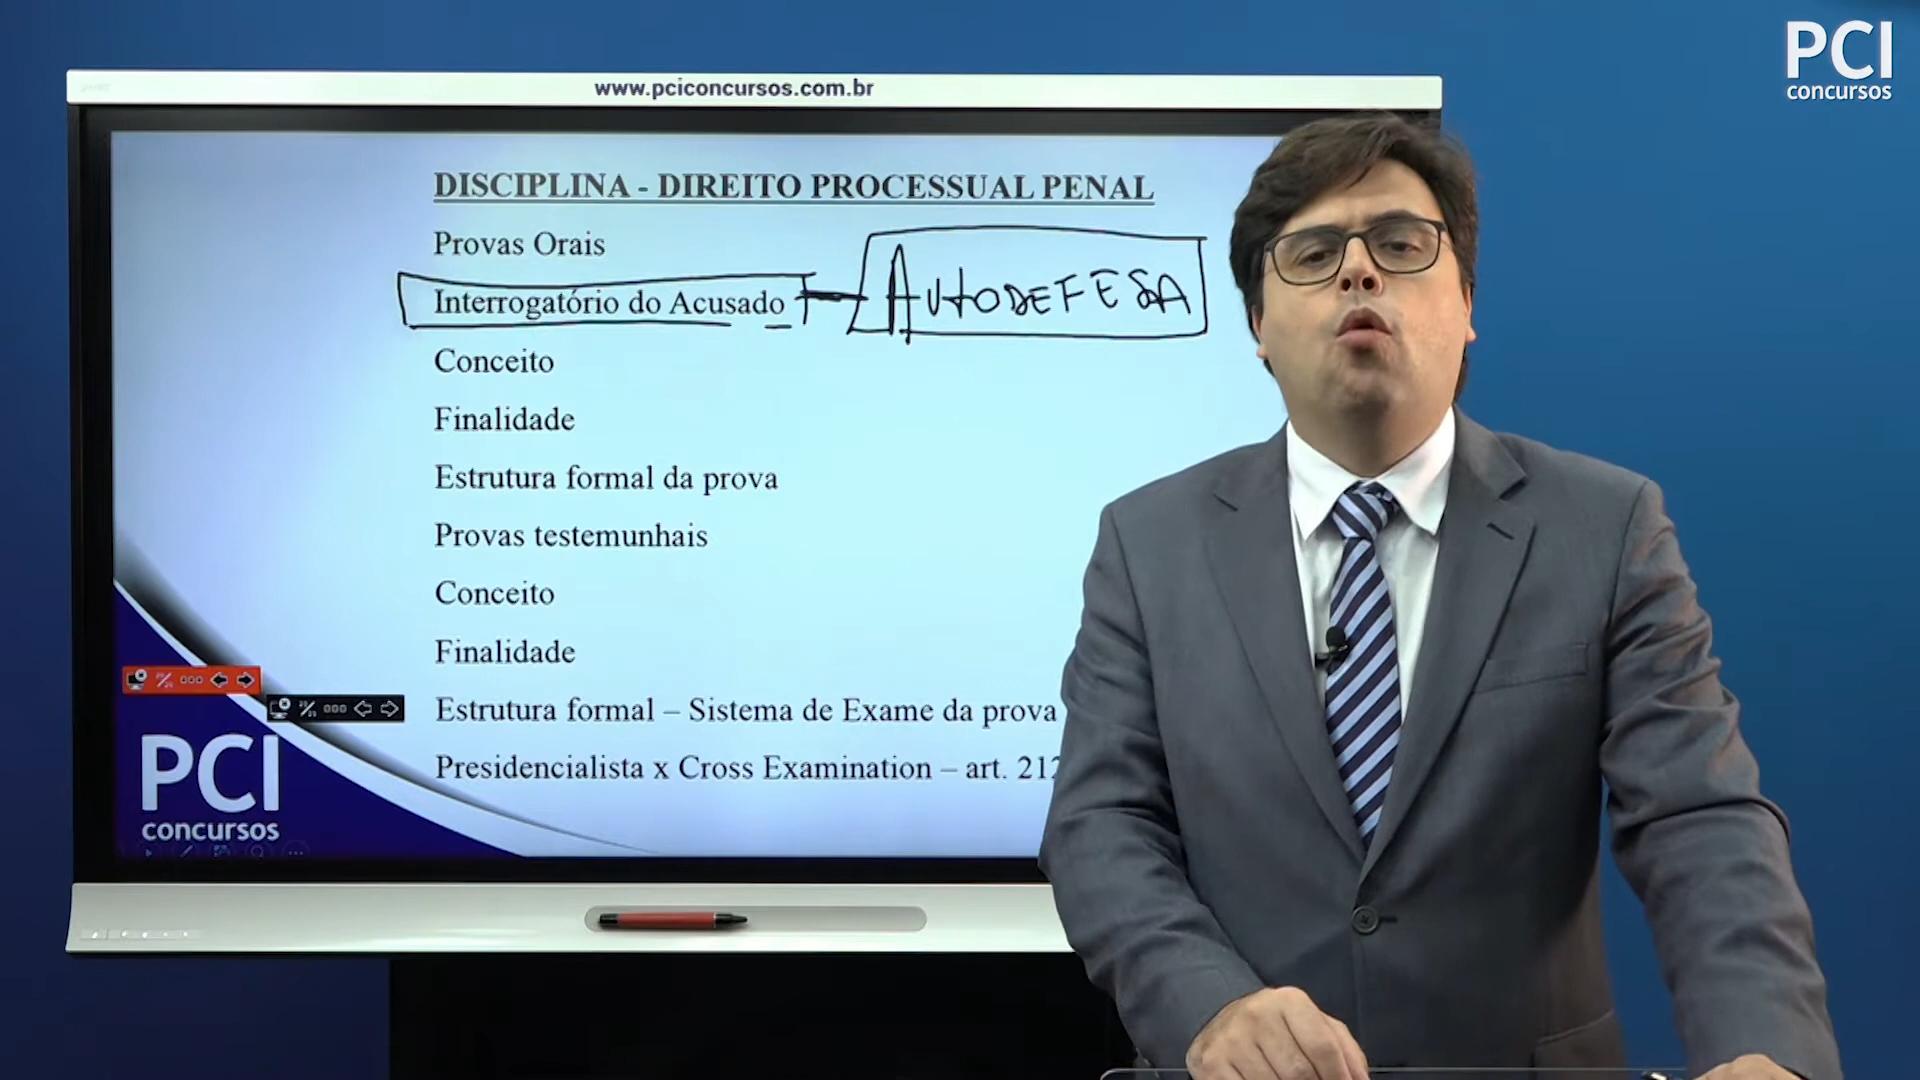 PCI
concursos
www.pciconcursos.com.br
DISCIPLINA - DIREITO PROCESSUAL PENAL
Provas Orais
Interrogatório do Acusado
AUTODEFESA
Conceito
Finalidade
Estrutura formal da prova
Provas testemunhais
Conceito
Finalidade
Estrutura formal – Sistema de Exame da prova
Presidencialista x Cross Examination – art. 212
PCI
concursos